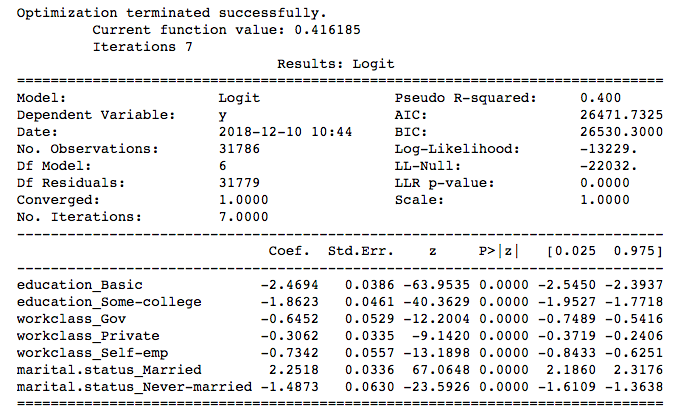 Optimization terminated successfully.
Current function value: 0.416185
Iterations 7
Results: Logit
=================================================================
Model: Logit Pseudo R-squared: 0.400
Dependent Variable: y AIC: 26471.7325
Date: 2018-12-10 10:44 BIC: 26530.3000
No. Observations: 31786 Log-Likelihood: -13229.
Df Model: 6 LL-Null: -22032.
Df Residuals: 31779 LLR p-value: 0.0000
Converged: 1.0000 Scale: 1.0000
No. Iterations: 7.0000
-----------------------------------------------------------------
Coef. Std.Err. z P>|z| [0.025 0.975]
-----------------------------------------------------------------
education_Basic -2.4694 0.0386 -63.9535 0.0000 -2.5450 -2.3937
education_Some-college -1.8623 0.0461 -40.3629 0.0000 -1.9527 -1.7718
workclass_Gov -0.6452 0.0529 -12.2004 0.0000 -0.7489 -0.5416
workclass_Private -0.3062 0.0335 -9.1420 0.0000 -0.3719 -0.2406
workclass_Self-emp -0.7342 0.0557 -13.1898 0.0000 -0.8433 -0.6251
marital.status_Married 2.2518 0.0336 67.0648 0.0000 2.1860 2.3176
marital.status_Never-married -1.4873 0.0630 -23.5926 0.0000 -1.6109 -1.3638
=================================================================